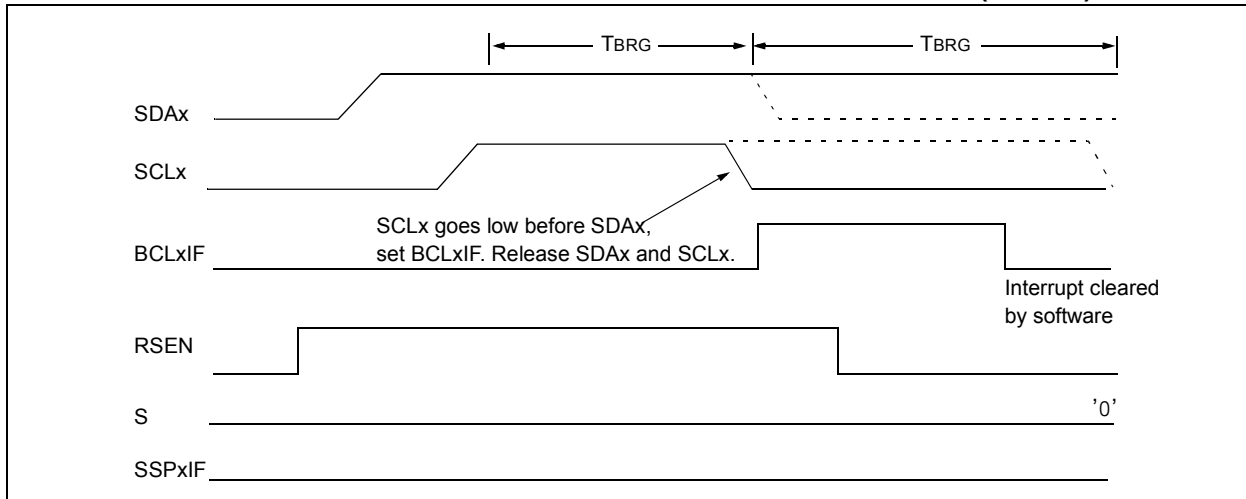 TBRG TBRG
SDAx
SCLx
SCLx goes low before SDAx,
set BCLxIF. Release SDAx and SCLx.
BCLxIF
Interrupt cleared
by software
RSEN
S
'0'
SSPxIF